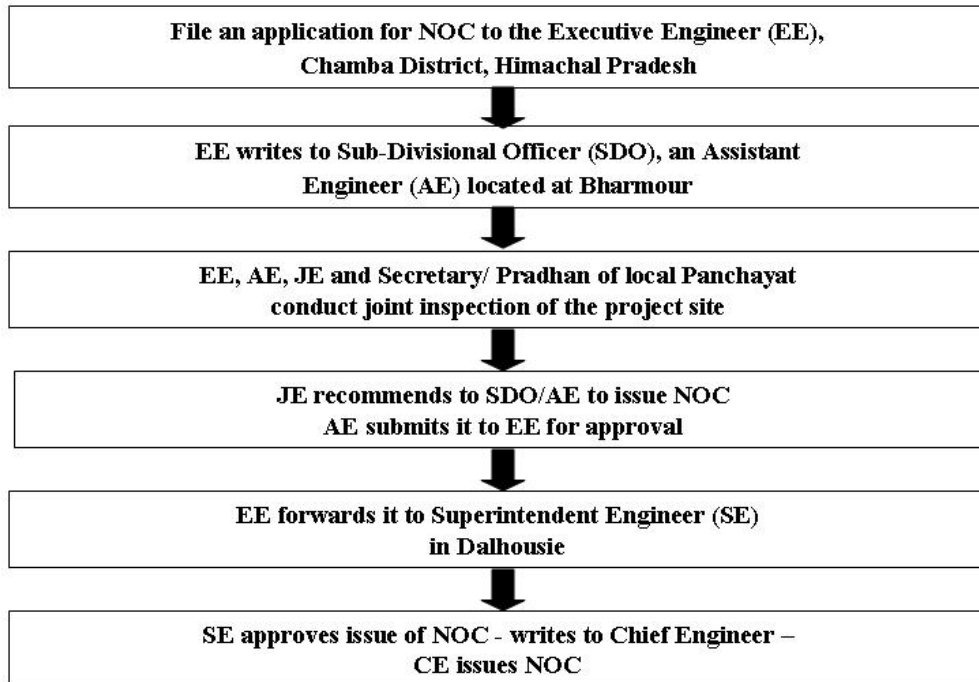 File an application for NOC to the Executive Engineer (EE),
Chamba District, Himachal Pradesh
EE writes to Sub-Divisional Officer (SDO), an Assistant
Engineer (AE) located at Bharmour
EE, AE, JE and Secretary/ Pradhan of local Panchayat
conduct joint inspection of the project site
JE recommends to SDO/AE to issue NOC
AE submits it to EE for approval
EE forwards it to Superintendent Engineer (SE)
in Dalhousie
SE approves issue of NOC - writes to Chief Engineer –
CE issues NOC